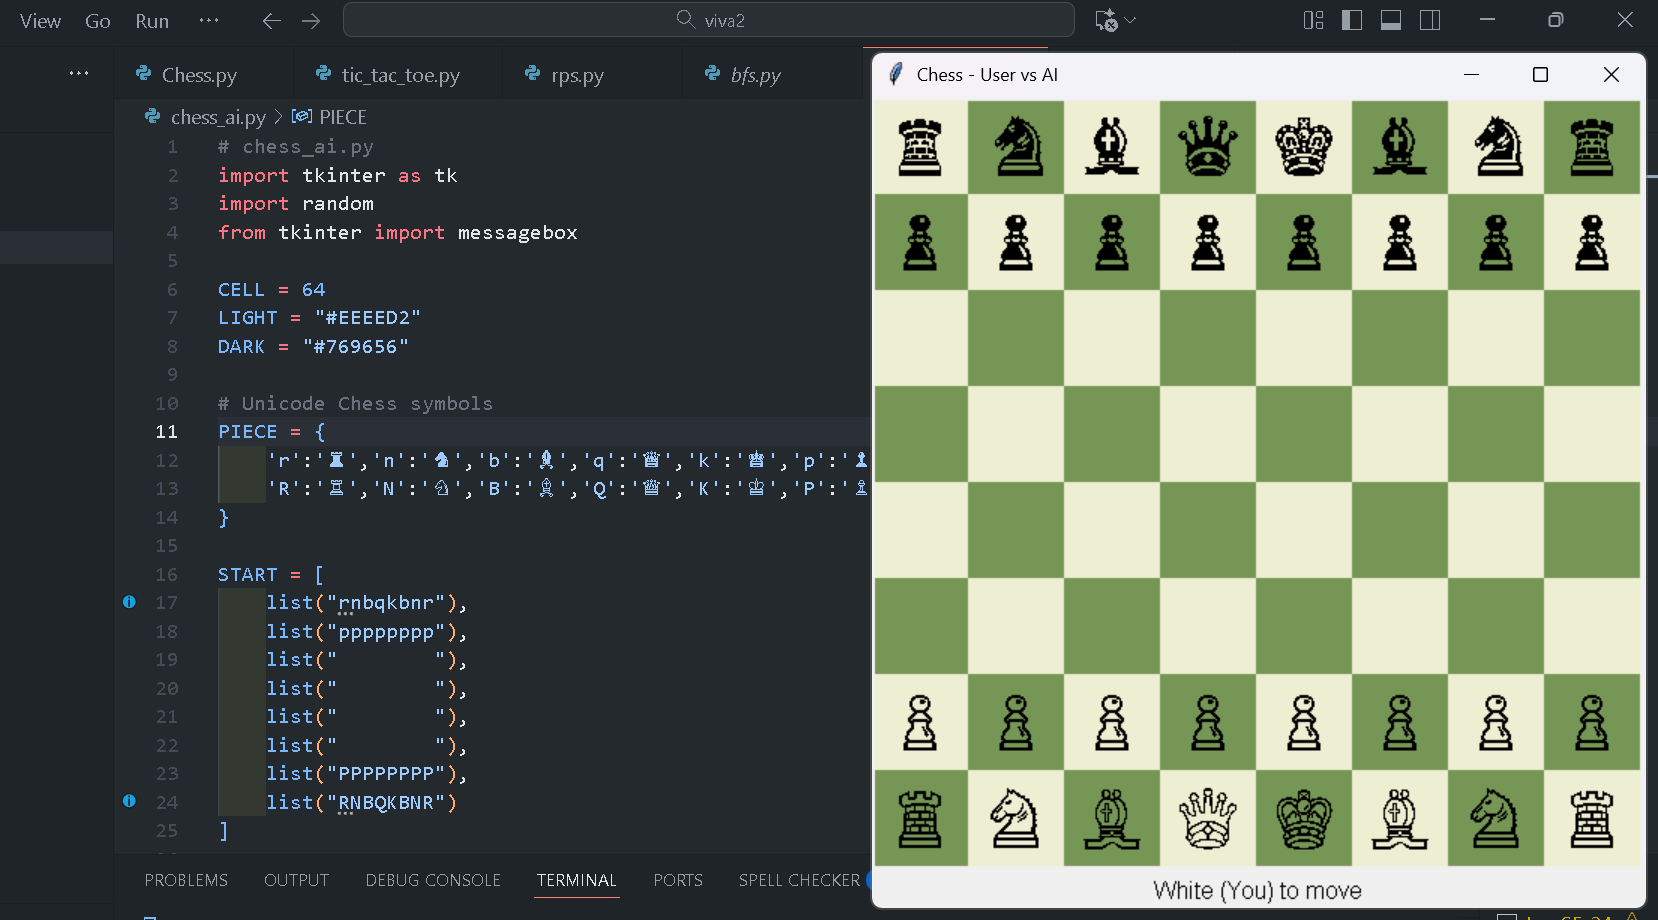 View Go Run ··· viva2
··· Chess.py tic_tac_toe.py rps.py bfs.py
chess_ai.py > PIECE
1 # chess_ai.py
2 import tkinter as tk
3 import random
4 from tkinter import messagebox
5
6 CELL = 64
7 LIGHT = "#EEEED2"
8 DARK = "#769656"
9
10 # Unicode Chess symbols
11 PIECE = {
12 'r':'♜','n':'♞','b':'♝','q':'♛','k':'♚','p':'♟
13 'R':'♖','N':'♘','B':'♗','Q':'♕','K':'♔','P':'♙
14 }
15
16 START = [
17 list("rnbqkbnr"),
18 list("pppppppp"),
19 list("        "),
20 list("        "),
21 list("        "),
22 list("        "),
23 list("PPPPPPPP"),
24 list("RNBQKBNR")
25 ]
PROBLEMS OUTPUT DEBUG CONSOLE TERMINAL PORTS SPELL CHECKER
Chess - User vs AI
White (You) to move